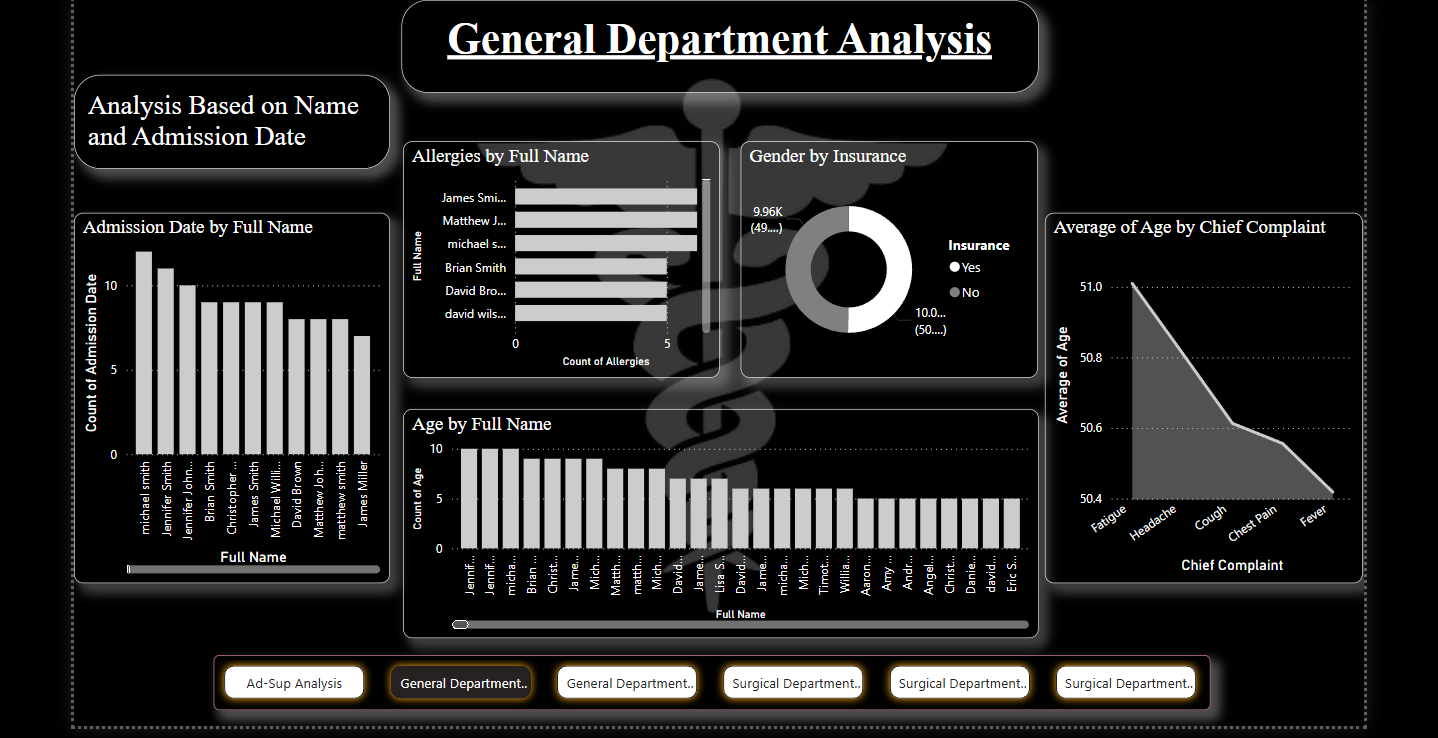 General Department Analysis
Analysis Based on Name
and Admission Date
Admission Date by Full Name
Count of Admission Date
10
5
0
michael smith
Jennifer Smith
Jennifer John...
Brian Smith
Christopher ...
James Smith
Michael Willi...
David Brown
Matthew Joh...
matthew smith
James Miller
Full Name
Allergies by Full Name
Full Name
James Smi...
Matthew J...
michael s...
Brian Smith
David Bro...
david wils...
0
5
Count of Allergies
Gender by Insurance
9.96K
(49....)
10.0...
(50....)
Insurance
Yes
No
Age by Full Name
Count of Age
10
5
0
Jennif...
Jennif...
micha...
Brian ...
Christ...
Jame...
Mich...
Matth...
matth...
Mich...
David...
Jame...
Lisa S...
David...
Jame...
micha...
Mich...
Timot...
Willia...
Aaron...
Amy ...
Andr...
Angel...
Christ...
Danie...
david...
Eric S...
Full Name
Average of Age by Chief Complaint
Average of Age
51.0
50.8
50.6
50.4
Fatigue
Headache
Cough
Chest Pain
Fever
Chief Complaint
Ad-Sup Analysis
General Department..
General Department..
Surgical Department..
Surgical Department..
Surgical Department..